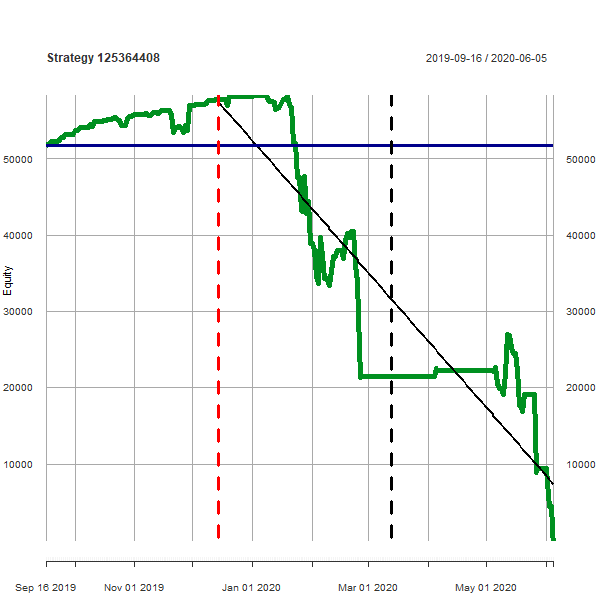 Strategy 125364408
2019-09-16 / 2020-06-05
50000
50000
40000
40000
Equity
30000
30000
20000
20000
10000
10000
Sep 16 2019
Nov 01 2019
Jan 01 2020
Mar 01 2020
May 01 2020